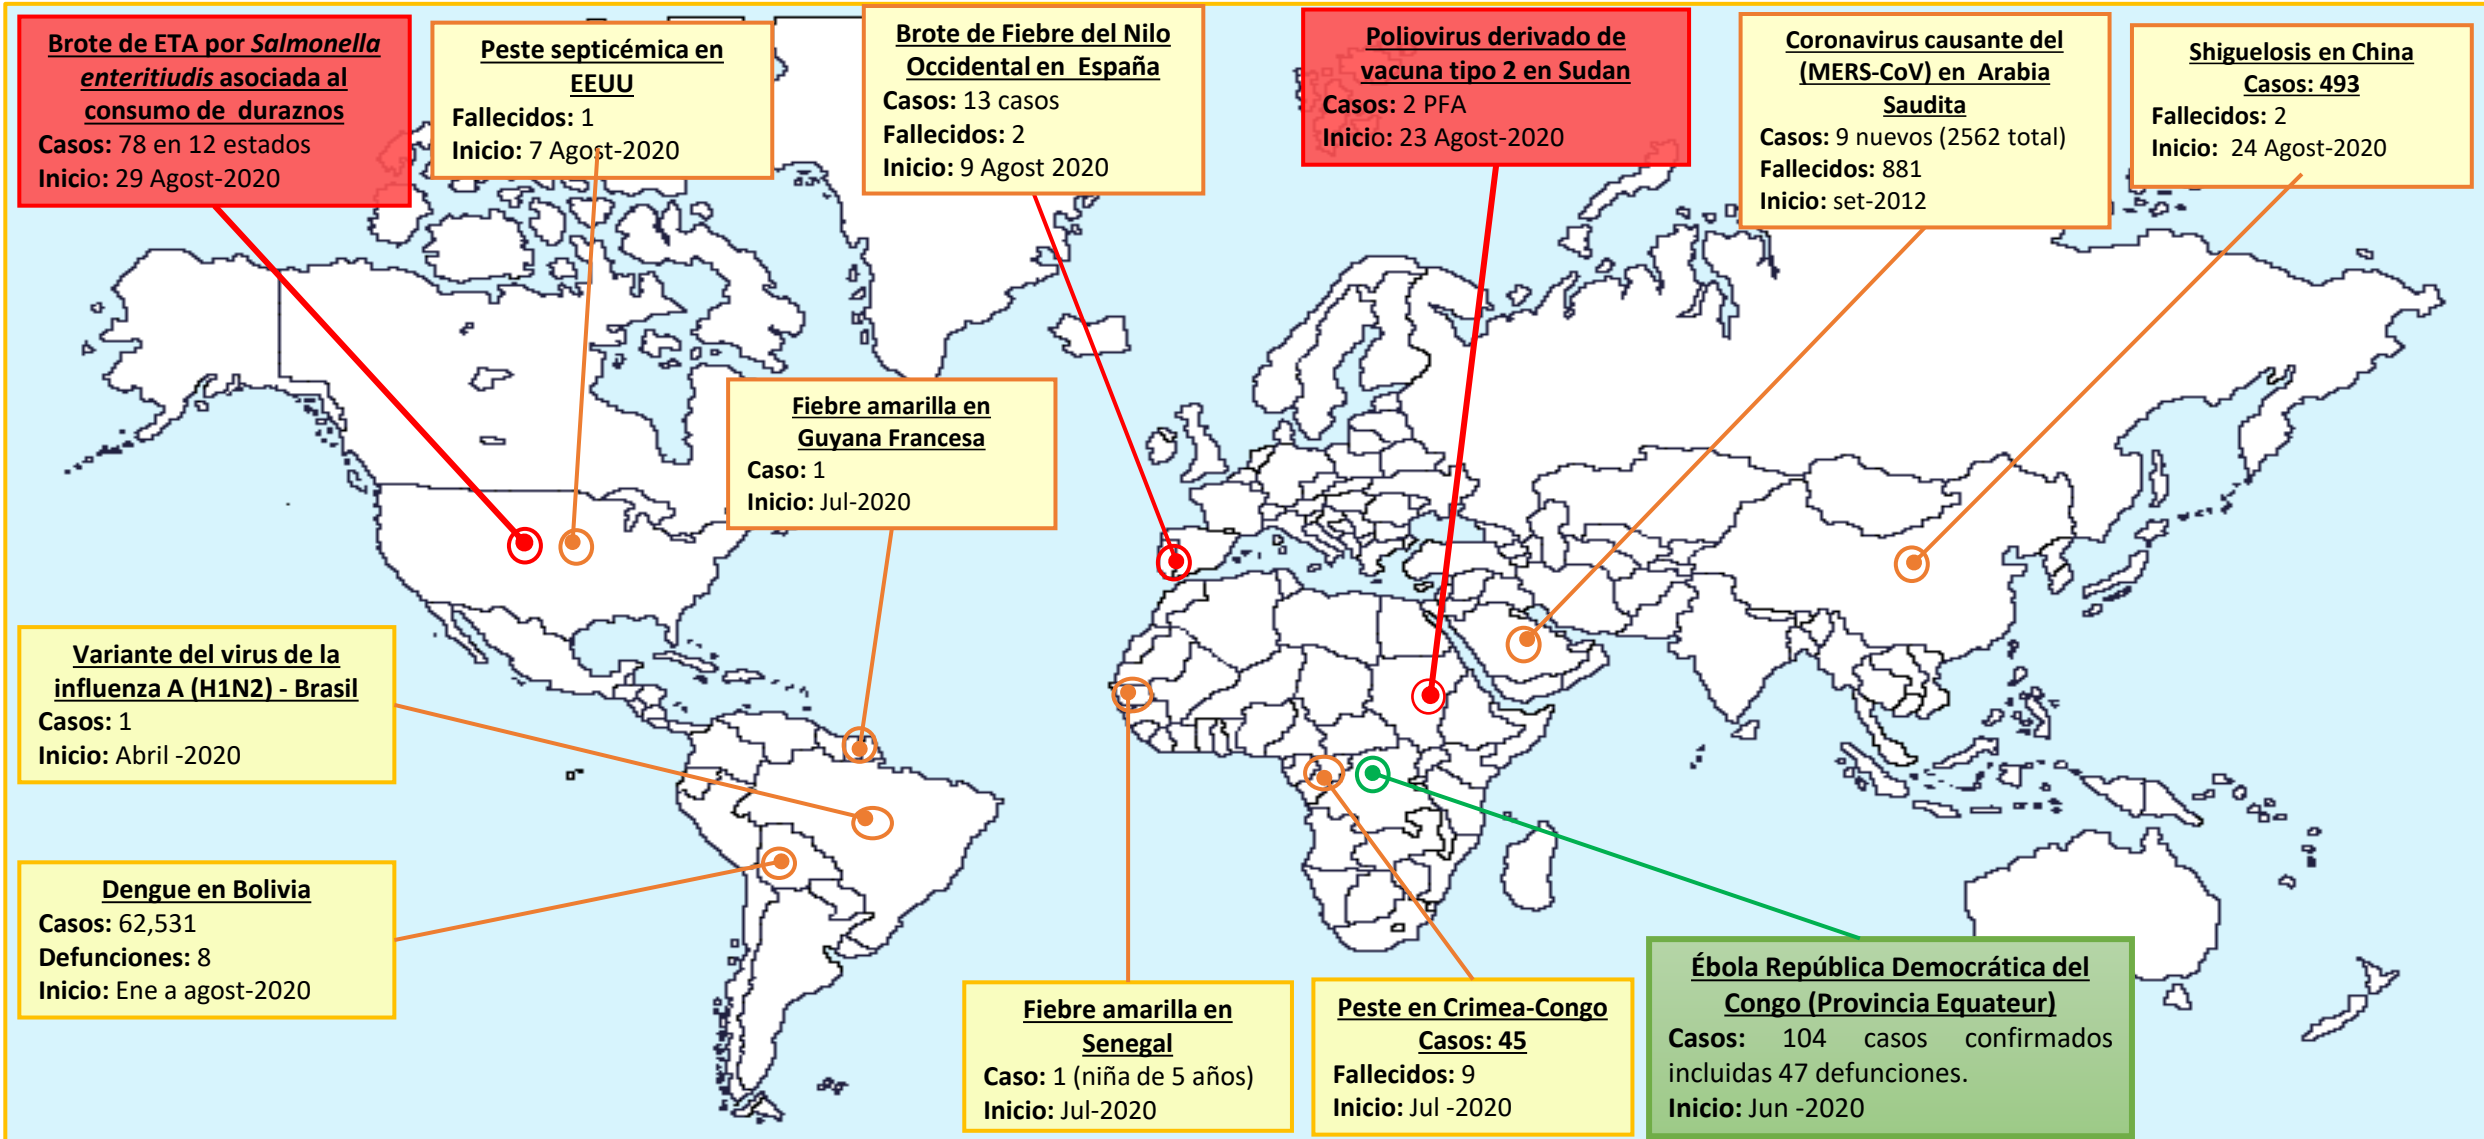 Brote de ETA por Salmonella
enteritiudis asociada al
consumo de duraznos
Casos: 78 en 12 estados
Inicio: 29 Agost-2020
Peste septicémica en
EEUU
Fallecidos: 1
Inicio: 7 Agost-2020
Brote de Fiebre del Nilo
Occidental en España
Casos: 13 casos
Fallecidos: 2
Inicio: 9 Agost 2020
Poliovirus derivado de
vacuna tipo 2 en Sudan
Casos: 2 PFA
Inicio: 23 Agost-2020
Coronavirus causante del
(MERS-CoV) en Arabia
Saudita
Casos: 9 nuevos (2562 total)
Fallecidos: 881
Inicio: set-2012
Shiguelosis en China
Casos: 493
Fallecidos: 2
Inicio: 24 Agost-2020
Fiebre amarilla en
Guyana Francesa
Caso: 1
Inicio: Jul-2020
Variante del virus de la
influenza A (H1N2) - Brasil
Casos: 1
Inicio: Abril -2020
Dengue en Bolivia
Casos: 62,531
Defunciones: 8
Inicio: Ene a agost-2020
Fiebre amarilla en
Senegal
Caso: 1 (niña de 5 años)
Inicio: Jul-2020
Peste en Crimea-Congo
Casos: 45
Fallecidos: 9
Inicio: Jul -2020
Ébola República Democrática del
Congo (Provincia Equateur)
Casos: 104 casos confirmados
incluidas 47 defunciones.
Inicio: Jun -2020